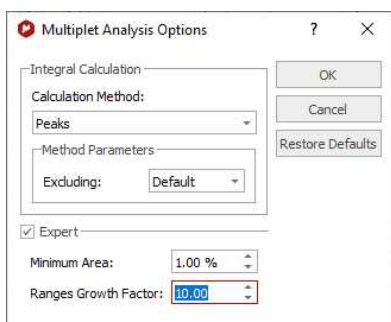 Multiplet Analysis Options ?
Integral Calculation
Calculation Method:
Peaks
Method Parameters
Excluding: Default
Expert
Minimum Area: 1.00 %
Ranges Growth Factor: 10.00
OK
Cancel
Restore Defaults